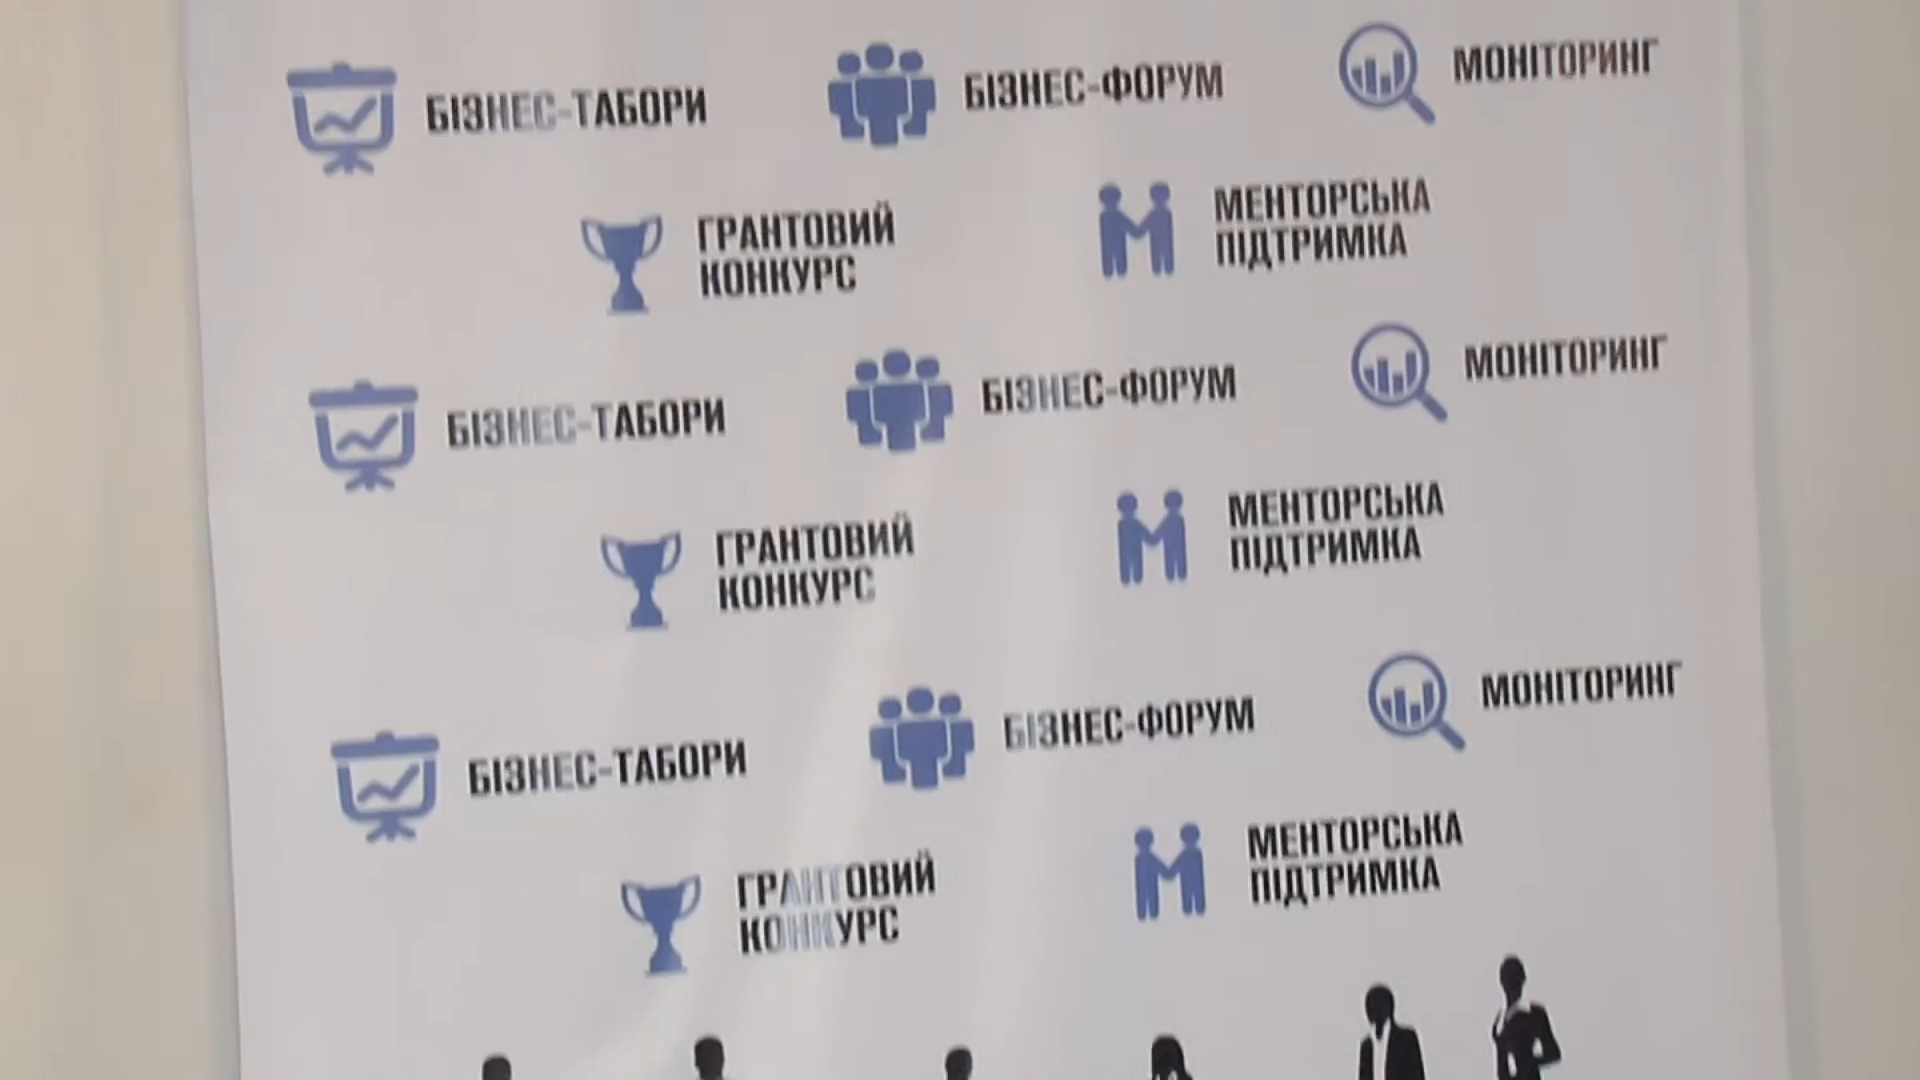 БІЗНЕС-ТАБОРИ
БІЗНЕС-ФОРУМ
МОНІТОРИНГ
ГРАНТОВИЙ
КОНКУРС
МЕНТОРСЬКА
ПІДТРИМКА
БІЗНЕС-ТАБОРИ
БІЗНЕС-ФОРУМ
МОНІТОРИНГ
ГРАНТОВИЙ
КОНКУРС
МЕНТОРСЬКА
ПІДТРИМКА
БІЗНЕС-ТАБОРИ
БІЗНЕС-ФОРУМ
МОНІТОРИНГ
ГРАНТОВИЙ
КОНКУРС
МЕНТОРСЬКА
ПІДТРИМКА